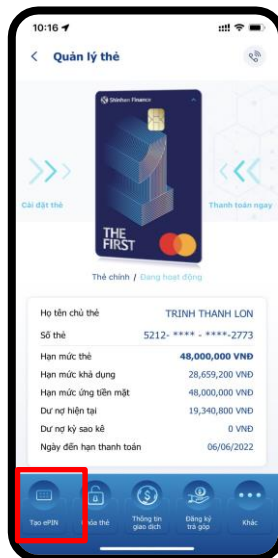 10:16
Quản lý thẻ
Shinhan Finance
Cài đặt thẻ
Thanh toán ngay
THE
FIRST
Thẻ chính / Đang hoạt động
Họ tên chủ thẻ TRINH THANH LON
Số thẻ 5212- **** - ****-2773
Hạn mức thẻ 48,000,000 VNĐ
Hạn mức khả dụng 28,659,200 VNĐ
Hạn mức ứng tiền mặt 48,000,000 VNĐ
Dư nợ hiện tại 19,340,800 VNĐ
Dư nợ kỳ sao kê 0 VNĐ
Ngày đến hạn thanh toán 06/06/2022
Tạo ePIN Khóa thẻ Thông tin giao dịch Đăng ký trả góp Khác